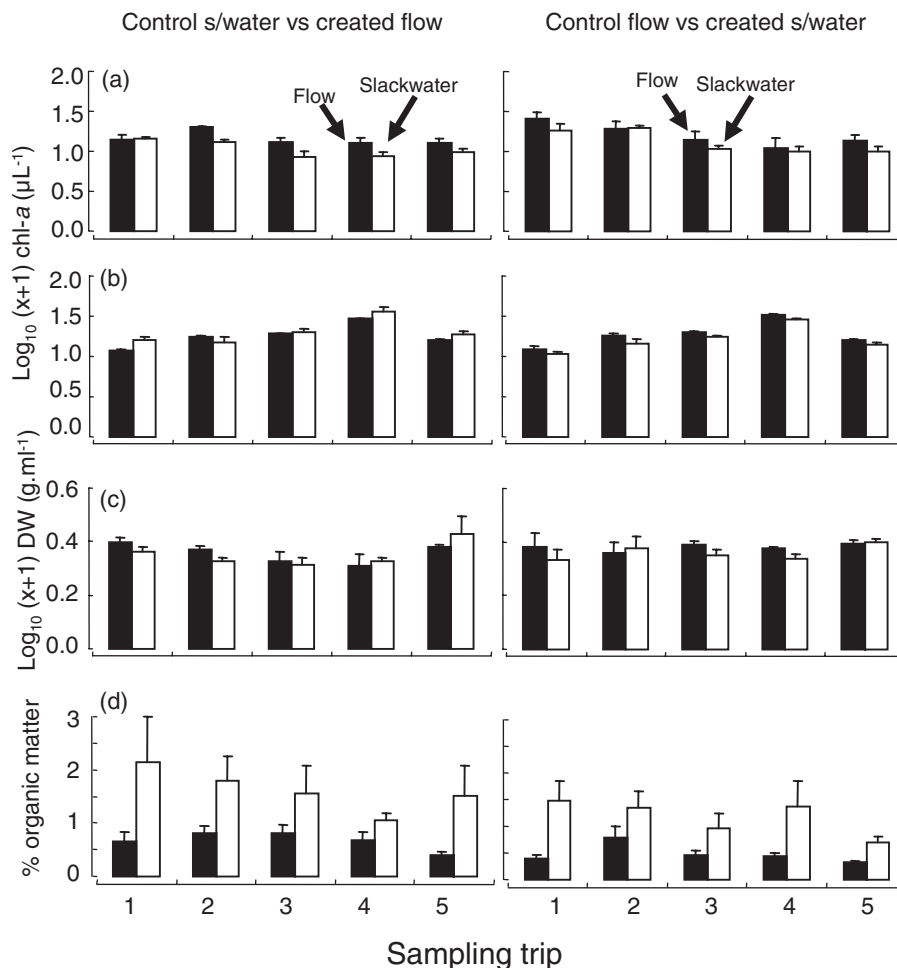 Control s/water vs created flow
Control flow vs created s/water
Log₁₀ (x+1) chl-a (µL⁻¹)
Log₁₀ (x+1) DW (g.ml⁻¹)
% organic matter
(a)
2.0
1.5
1.0
0.5
0.0
Flow
Slackwater
Flow
Slackwater
(b)
2.0
1.5
1.0
0.5
0.0
(c)
0.6
0.4
0.2
0.0
(d)
3
2
1
0
1 2 3 4 5
1 2 3 4 5
Sampling trip